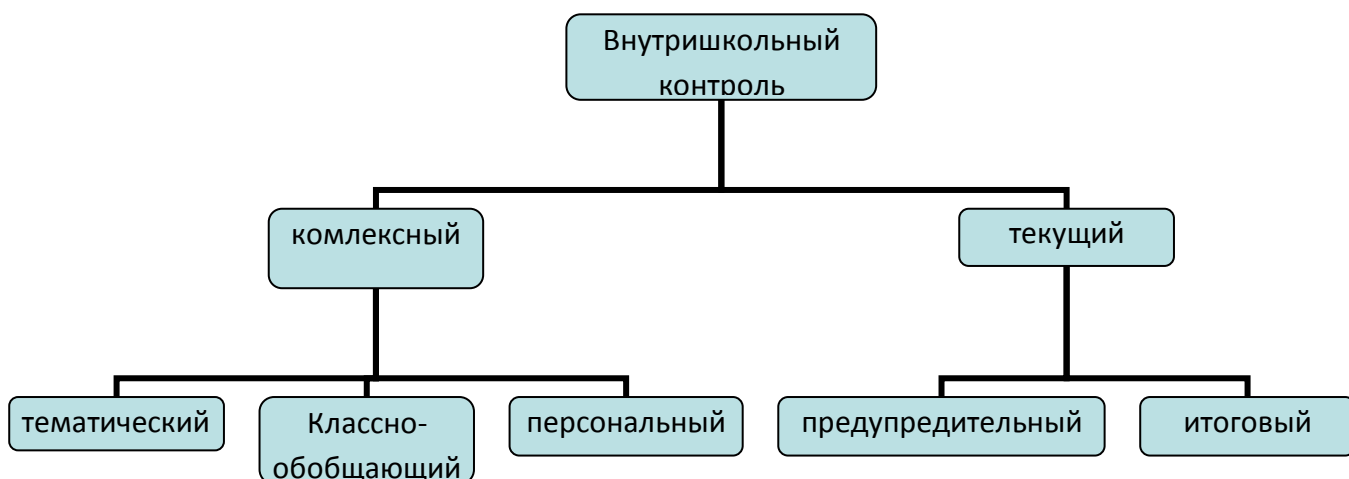 Внутришкольный
контроль
комлексный
текущий
тематический
Классно-
обобщающий
персональный
предупредительный
итоговый